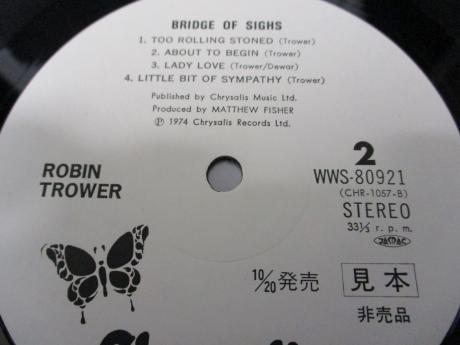 BRIDGE OF SIGHS
1. TOO ROLLING STONED (Trower)
2. ABOUT TO BEGIN (Trower)
3. LADY LOVE (Trower/Dewar)
4. LITTLE BIT OF SYMPATHY (Trower)
Published by Chrysalis Music Ltd.
Produced by MATTHEW FISHER
Ⓟ 1974 Chrysalis Records Ltd.
ROBIN
TROWER
2
WWS-80921
(CHR-1057-B)
STEREO
33⅓ r. p. m.
JASRAC
10/20発売
見本
非売品